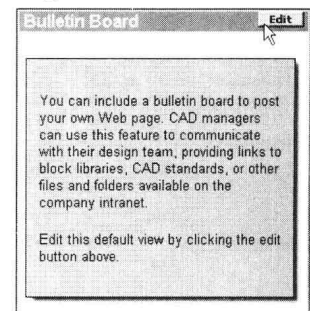 Bulletin Board
Edit
You can include a bulletin board to post
your own Web page. CAD managers
can use this feature to communicate
with their design team, providing links to
block libraries, CAD standards, or other
files and folders available on the
company intranet.
Edit this default view by clicking the edit
button above.